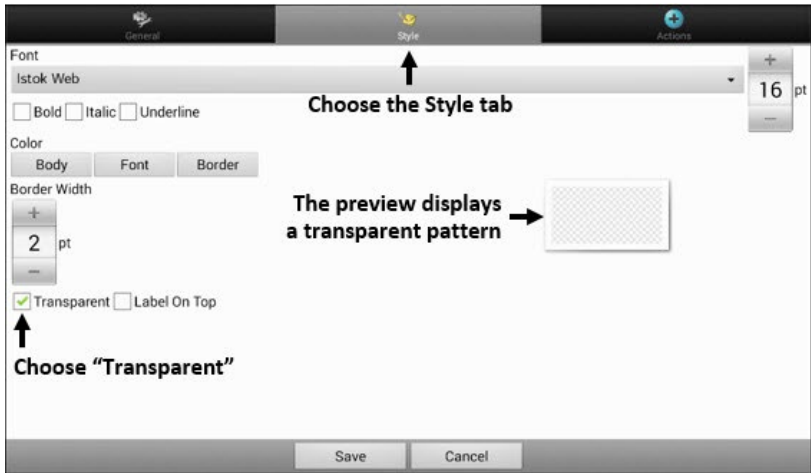 General
Style
Actions
Font
Istok Web
+
16 pt
−
Choose the Style tab
Bold Italic Underline
Color
Body Font Border
Border Width
+
2 pt
−
The preview displays
a transparent pattern
Transparent Label On Top
Choose “Transparent”
Save Cancel